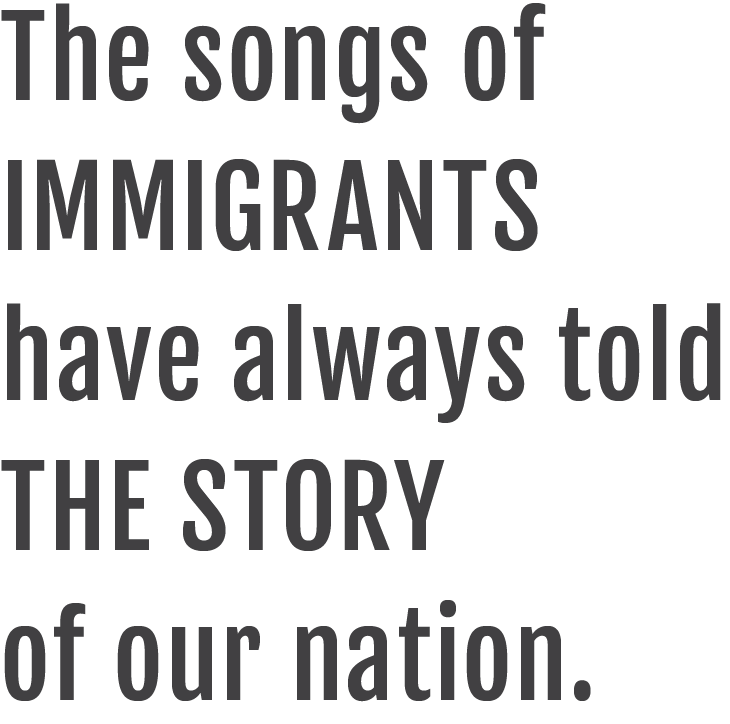 The songs of
IMMIGRANTS
have always told
THE STORY
of our nation.